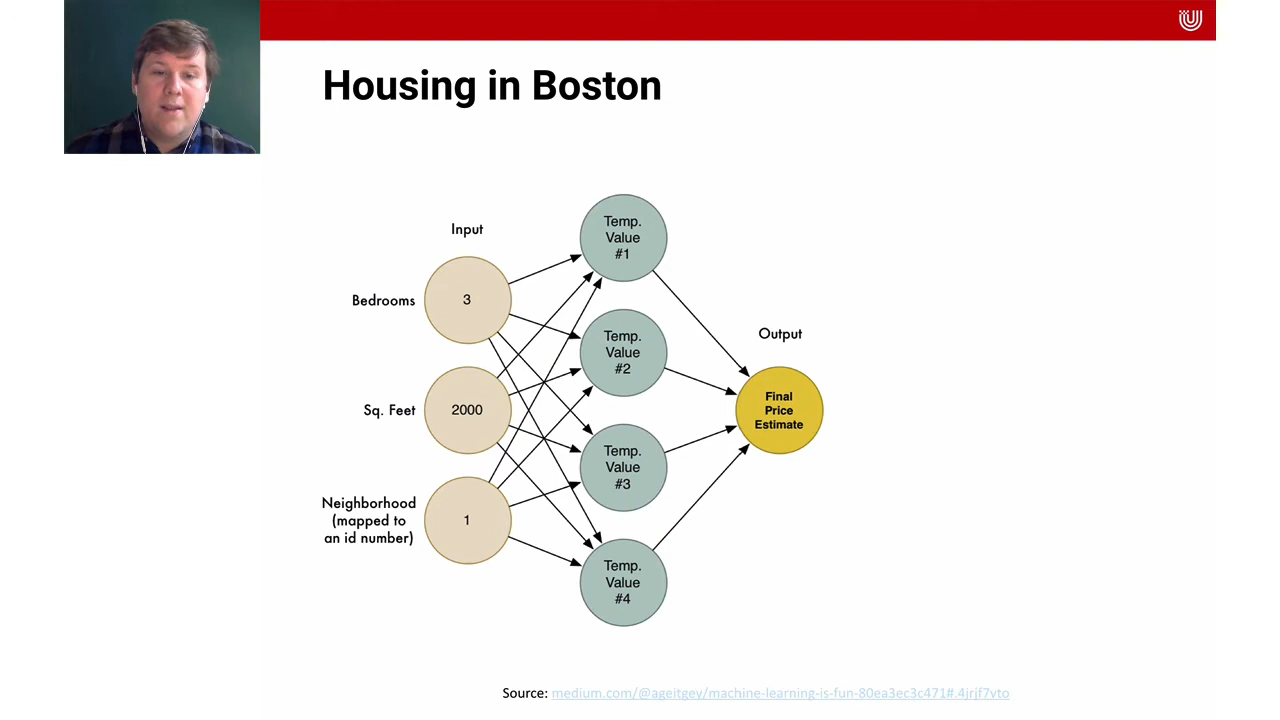 Housing in Boston
Input
Bedrooms
3
Sq. Feet
2000
Neighborhood
(mapped to
an id number)
1
Temp.
Value
#1
Temp.
Value
#2
Temp.
Value
#3
Temp.
Value
#4
Output
Final
Price
Estimate
Source: medium.com/@ageitgey/machine-learning-is-fun-80ea3ec3c471#.4jrjf7vto